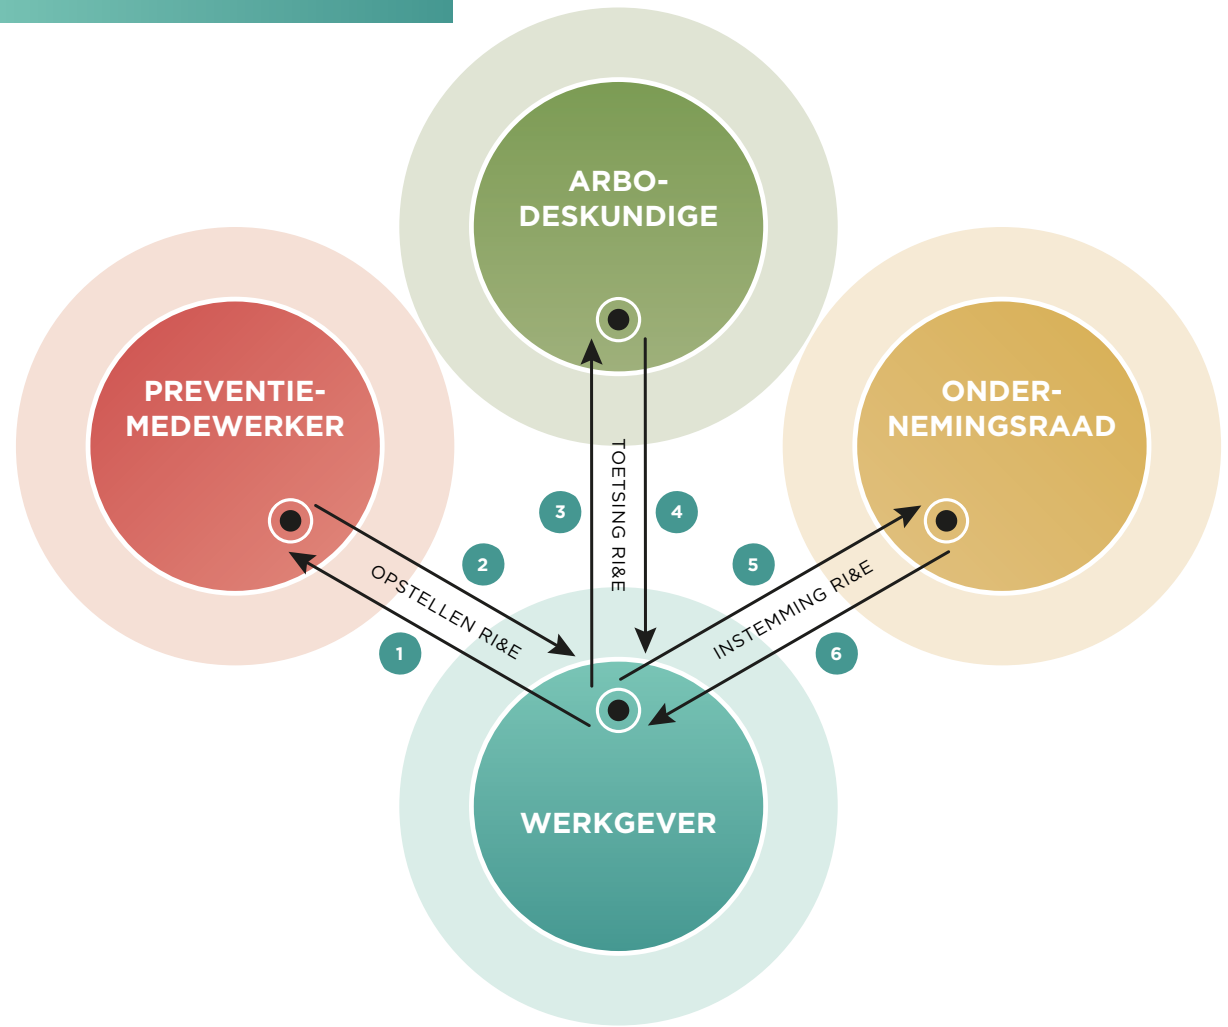 ARBO-
DESKUNDIGE
PREVENTIE-
MEDEWERKER
ONDER-
NEMINGSRAAD
3
TOETSING RI&E
4
2
OPSTELLEN RI&E
1
5
INSTEMMING RI&E
6
WERKGEVER